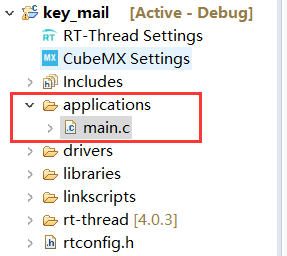 key_mail [Active - Debug]
RT-Thread Settings
MX CubeMX Settings
Includes
applications
main.c
drivers
libraries
linkscripts
rt-thread [4.0.3]
rtconfig.h